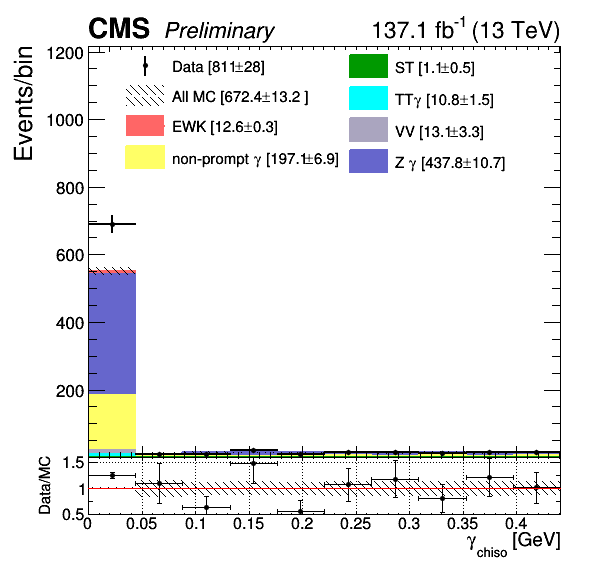 CMS Preliminary 137.1 fb⁻¹ (13 TeV)
Events/bin
1200
1000
800
600
400
200
Data [811±28]
All MC [672.4±13.2 ]
EWK [12.6±0.3]
non-prompt γ [197.1±6.9]
ST [1.1±0.5]
TTγ [10.8±1.5]
VV [13.1±3.3]
Z γ [437.8±10.7]
Data/MC
1.5
1
0.5
0 0.05 0.1 0.15 0.2 0.25 0.3 0.35 0.4
γchiso [GeV]